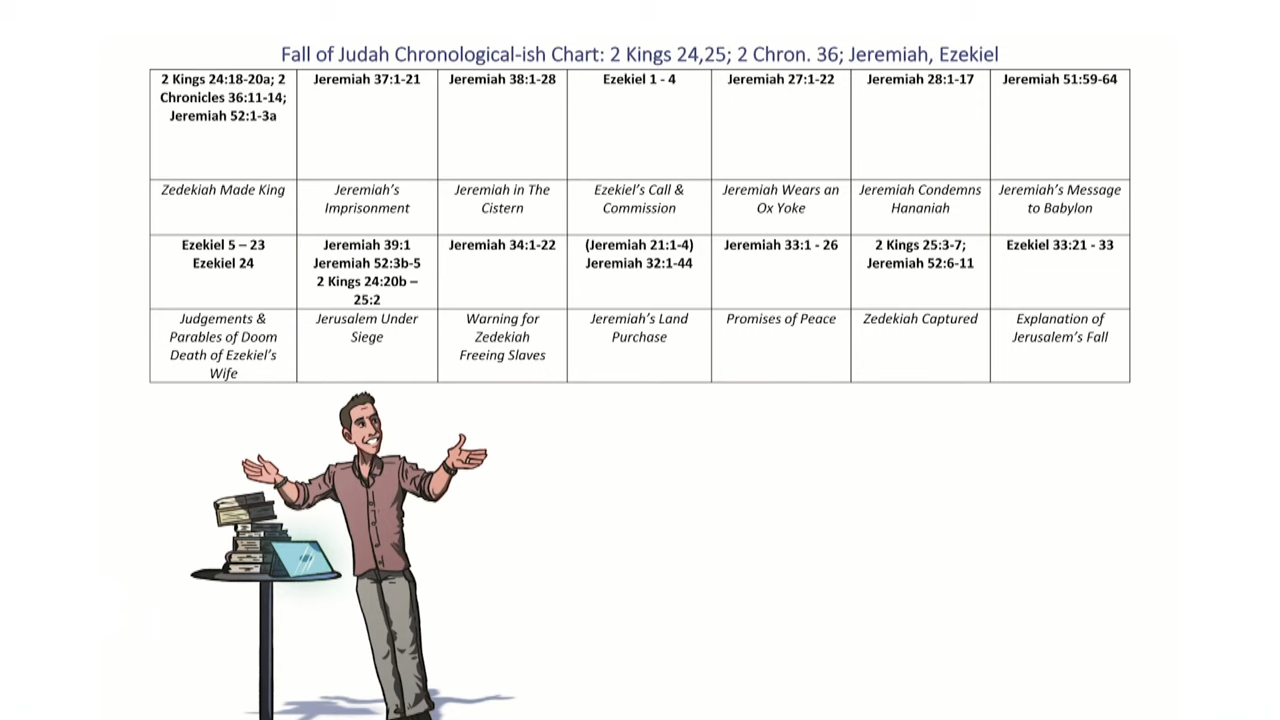 Fall of Judah Chronological-ish Chart: 2 Kings 24,25; 2 Chron. 36; Jeremiah, Ezekiel
2 Kings 24:18-20a; 2
Chronicles 36:11-14;
Jeremiah 52:1-3a
Jeremiah 37:1-21
Jeremiah 38:1-28
Ezekiel 1 - 4
Jeremiah 27:1-22
Jeremiah 28:1-17
Jeremiah 51:59-64
Zedekiah Made King
Jeremiah's
Imprisonment
Jeremiah in The
Cistern
Ezekiel's Call &
Commission
Jeremiah Wears an
Ox Yoke
Jeremiah Condemns
Hananiah
Jeremiah's Message
to Babylon
Ezekiel 5 – 23
Ezekiel 24
Jeremiah 39:1
Jeremiah 52:3b-5
2 Kings 24:20b –
25:2
Jeremiah 34:1-22
(Jeremiah 21:1-4)
Jeremiah 32:1-44
Jeremiah 33:1 - 26
2 Kings 25:3-7;
Jeremiah 52:6-11
Ezekiel 33:21 - 33
Judgements &
Parables of Doom
Death of Ezekiel's
Wife
Jerusalem Under
Siege
Warning for
Zedekiah
Freeing Slaves
Jeremiah's Land
Purchase
Promises of Peace
Zedekiah Captured
Explanation of
Jerusalem's Fall